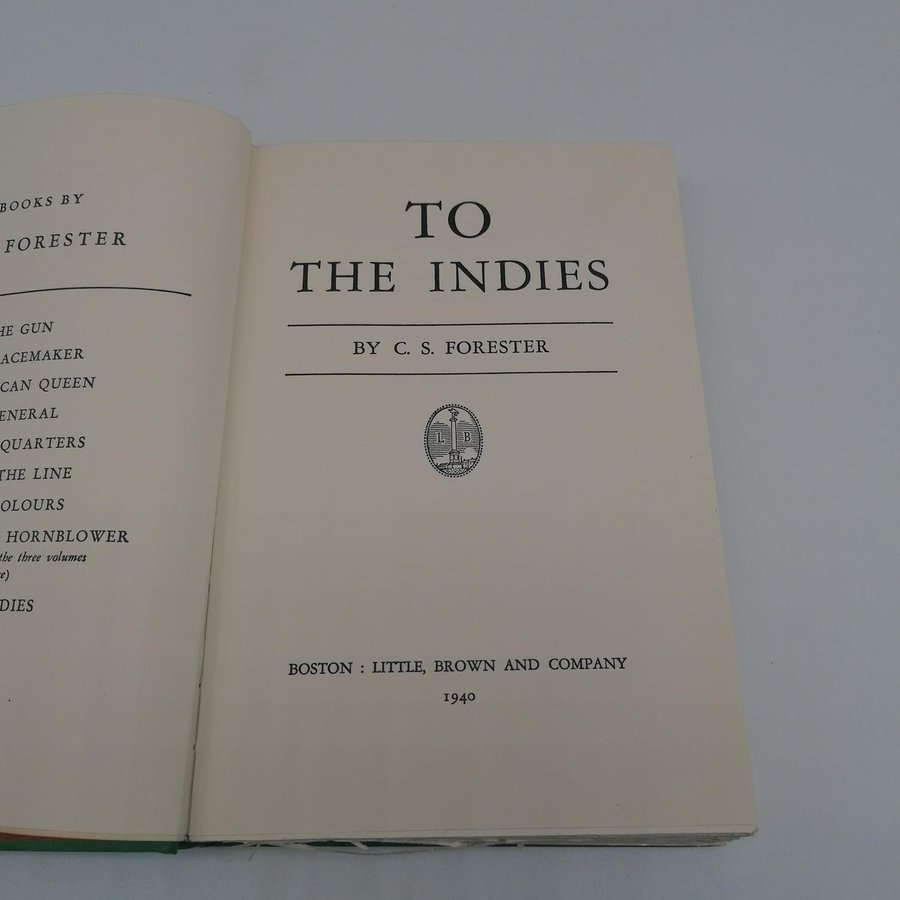 BOOKS BY
FORESTER
HE GUN
ACEMAKER
CAN QUEEN
ENERAL
QUARTERS
THE LINE
OLOURS
HORNBLOWER
the three volumes
e)
DIES
TO
THE INDIES
BY C. S. FORESTER
L B
BOSTON : LITTLE, BROWN AND COMPANY
1940